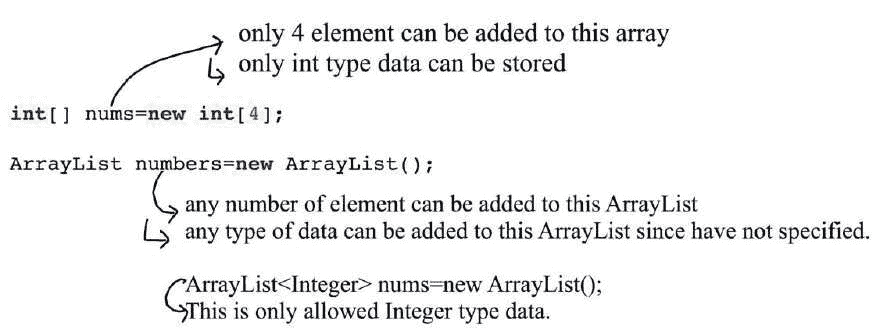 only 4 element can be added to this array
only int type data can be stored
int[] nums=new int[4];
ArrayList numbers=new ArrayList();
any number of element can be added to this ArrayList
any type of data can be added to this ArrayList since have not specified.
ArrayList<Integer> nums=new ArrayList();
This is only allowed Integer type data.